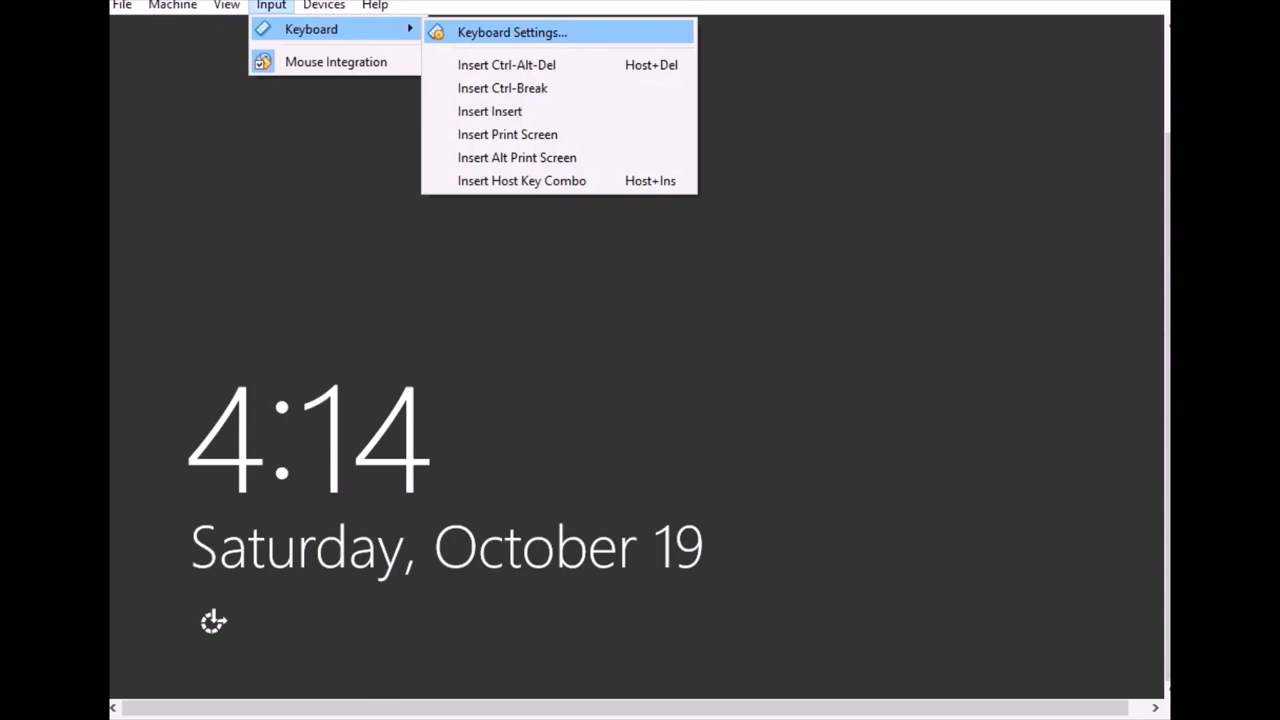 File Machine View Input Devices Help
Keyboard
Mouse Integration
Keyboard Settings...
Insert Ctrl-Alt-Del Host+Del
Insert Ctrl-Break
Insert Insert
Insert Print Screen
Insert Alt Print Screen
Insert Host Key Combo Host+Ins
4:14
Saturday, October 19